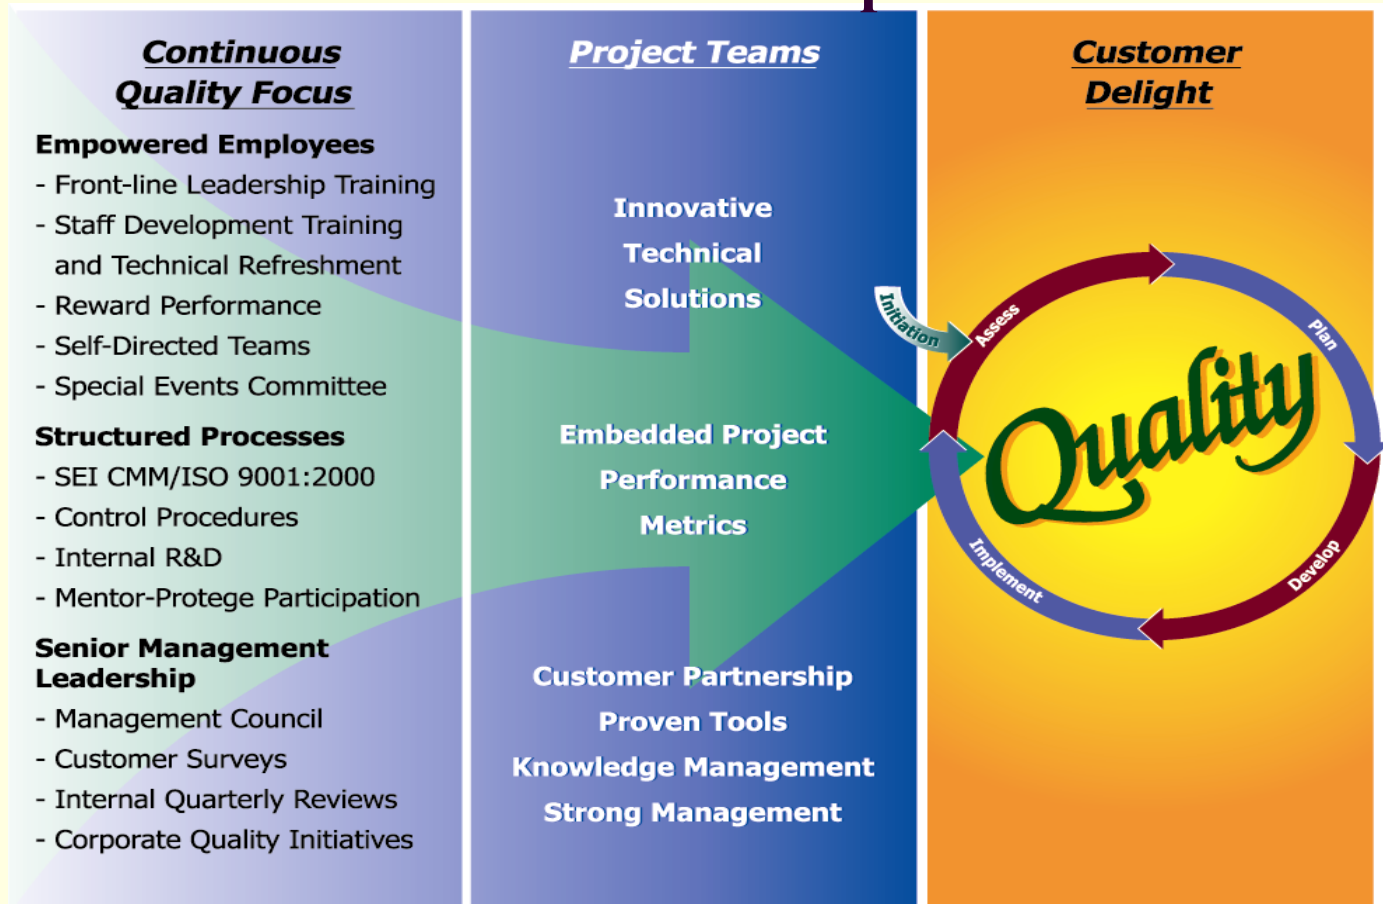 Continuous
Quality Focus
Empowered Employees
- Front-line Leadership Training
- Staff Development Training
and Technical Refreshment
- Reward Performance
- Self-Directed Teams
- Special Events Committee
Structured Processes
- SEI CMM/ISO 9001:2000
- Control Procedures
- Internal R&D
- Mentor-Protege Participation
Senior Management
Leadership
- Management Council
- Customer Surveys
- Internal Quarterly Reviews
- Corporate Quality Initiatives
Project Teams
Innovative
Technical
Solutions
Embedded Project
Performance
Metrics
Customer Partnership
Proven Tools
Knowledge Management
Strong Management
Customer
Delight
Initiation
Assess
Plan
Quality
Develop
Implement